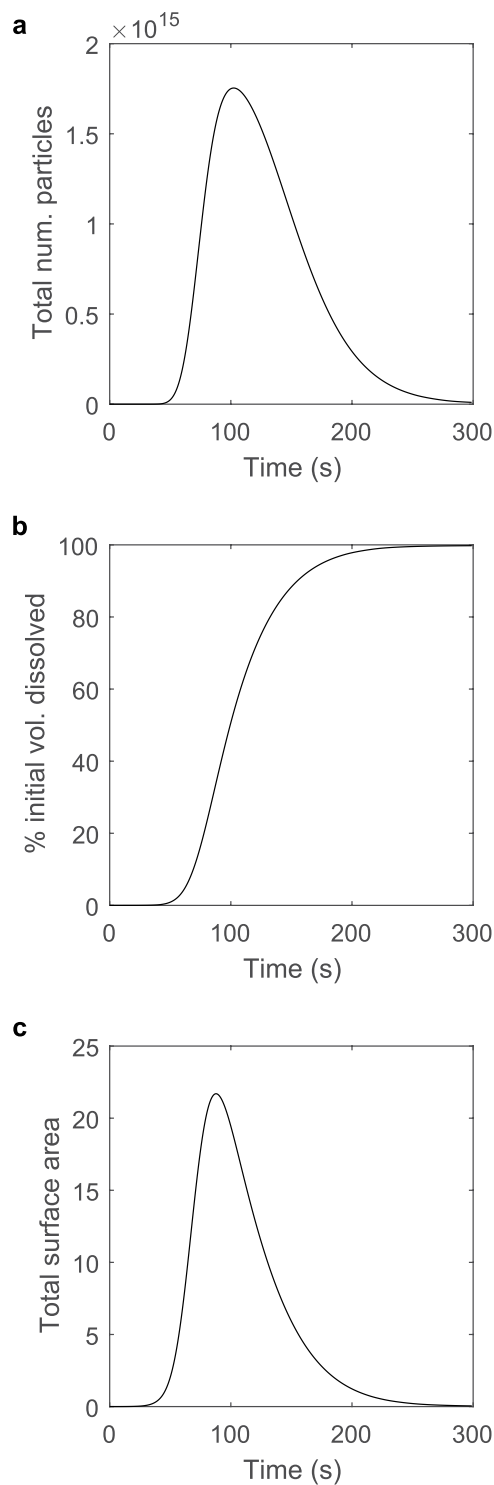 a
×10¹⁵
2
1.5
1
0.5
0
Total num. particles
0 100 200 300
Time (s)
b
100
80
60
40
20
0
% initial vol. dissolved
0 100 200 300
Time (s)
c
25
20
15
10
5
0
Total surface area
0 100 200 300
Time (s)